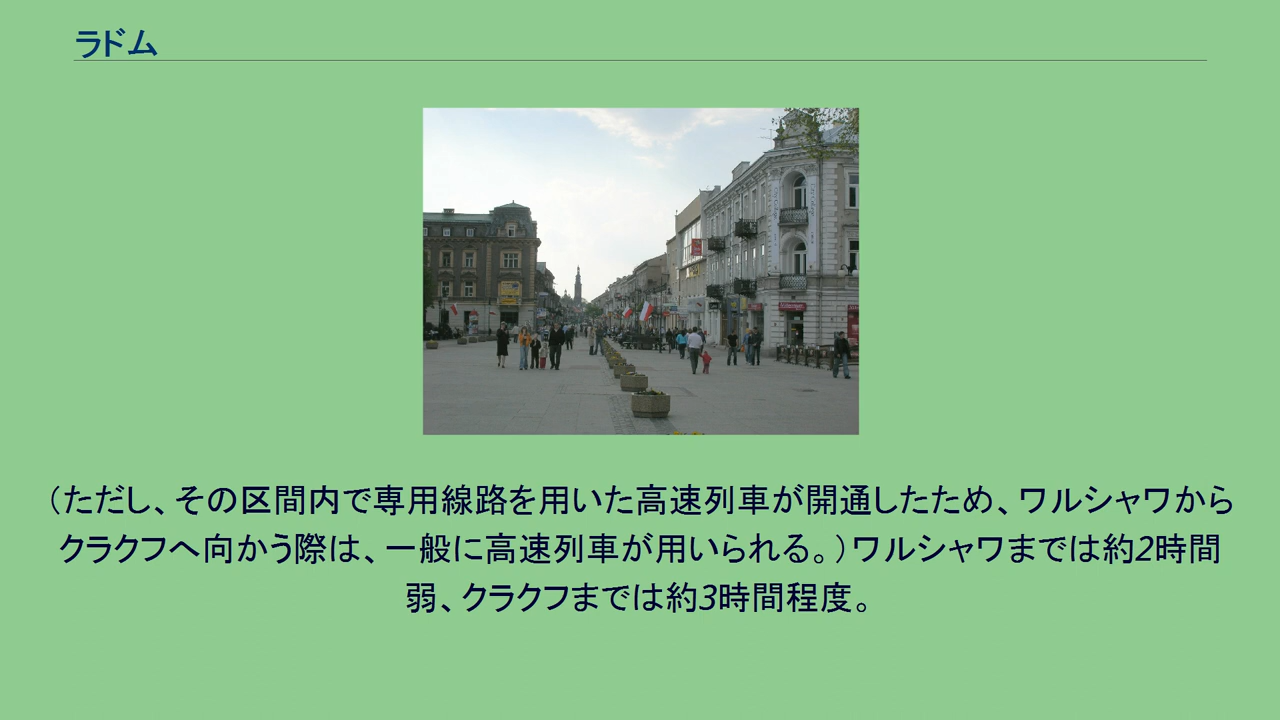 ラドム
（ただし、その区間内で専用線路を用いた高速列車が開通したため、ワルシャワから
クラクフへ向かう際は、一般に高速列車が用いられる。）ワルシャワまでは約2時間
弱、クラクフまでは約3時間程度。